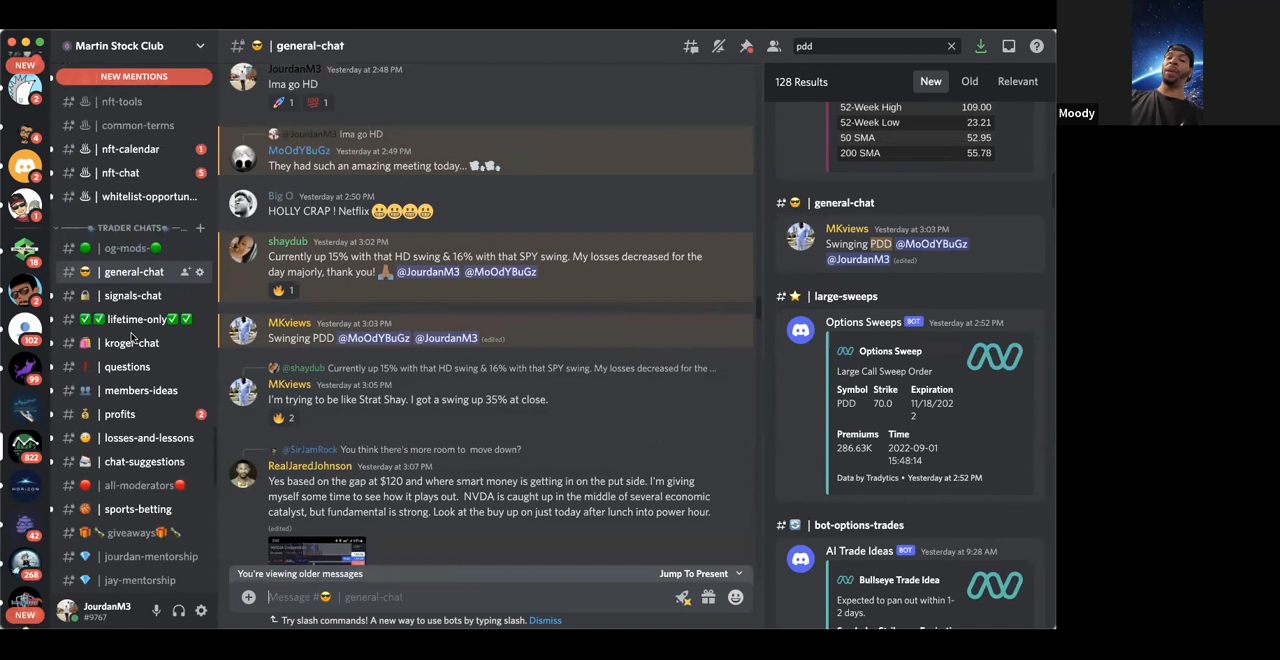 Martin Stock Club
NEW
NEW MENTIONS
nft-tools
common-terms
nft-calendar 1
nft-chat 5
whitelist-opportun...
TRADER CHATS
og-mods-
general-chat
signals-chat
lifetime-only
kroger-chat
questions
members-ideas
profits 2
losses-and-lessons
chat-suggestions
all-moderators
sports-betting
giveaways
jourdan-mentorship
jay-mentorship
JourdanM3
#9767
2
4
2
1
18
2
102
99
822
HORIZON
42
268
NEW
| general-chat
JourdanM3 Yesterday at 2:48 PM
Ima go HD
1 1
@JourdanM3 Ima go HD
MoOdYBuGz Yesterday at 2:49 PM
They had such an amazing meeting today...
Big O Yesterday at 2:50 PM
HOLLY CRAP ! Netflix
shaydub Yesterday at 3:02 PM
Currently up 15% with that HD swing & 16% with that SPY swing. My losses decreased for the
day majorly, thank you! @JourdanM3 @MoOdYBuGz
1
MKviews Yesterday at 3:03 PM
Swinging PDD @MoOdYBuGz @JourdanM3 (edited)
@shaydub Currently up 15% with that HD swing & 16% with that SPY swing. My losses decreased for the ...
MKviews Yesterday at 3:05 PM
I'm trying to be like Strat Shay. I got a swing up 35% at close.
2
@SirJamRock You think there's more room to move down?
RealJaredJohnson Yesterday at 3:07 PM
Yes based on the gap at $120 and where smart money is getting in on the put side. I'm giving
myself some time to see how it plays out. NVDA is caught up in the middle of several economic
catalyst, but fundamental is strong. Look at the buy up on just today after lunch into power hour.
(edited)
You're viewing older messages Jump To Present
Message # | general-chat
Try slash commands! A new way to use bots by typing slash. Dismiss
pdd
128 Results New Old Relevant
52-Week High 109.00
52-Week Low 23.21
50 SMA 52.95
200 SMA 55.78
| general-chat
MKviews Yesterday at 3:03 PM
Swinging PDD @MoOdYBuGz
@JourdanM3 (edited)
| large-sweeps
Options Sweeps BOT Yesterday at 2:52 PM
Options Sweep
Large Call Sweep Order
Symbol Strike Expiration
PDD 70.0 11/18/202
2
Premiums Time
286.63K 2022-09-01
15:48:14
Data by Tradytics • Yesterday at 2:52 PM
| bot-options-trades
AI Trade Ideas BOT Yesterday at 9:28 AM
Bullseye Trade Idea
Expected to pan out within 1-
2 days.
Moody